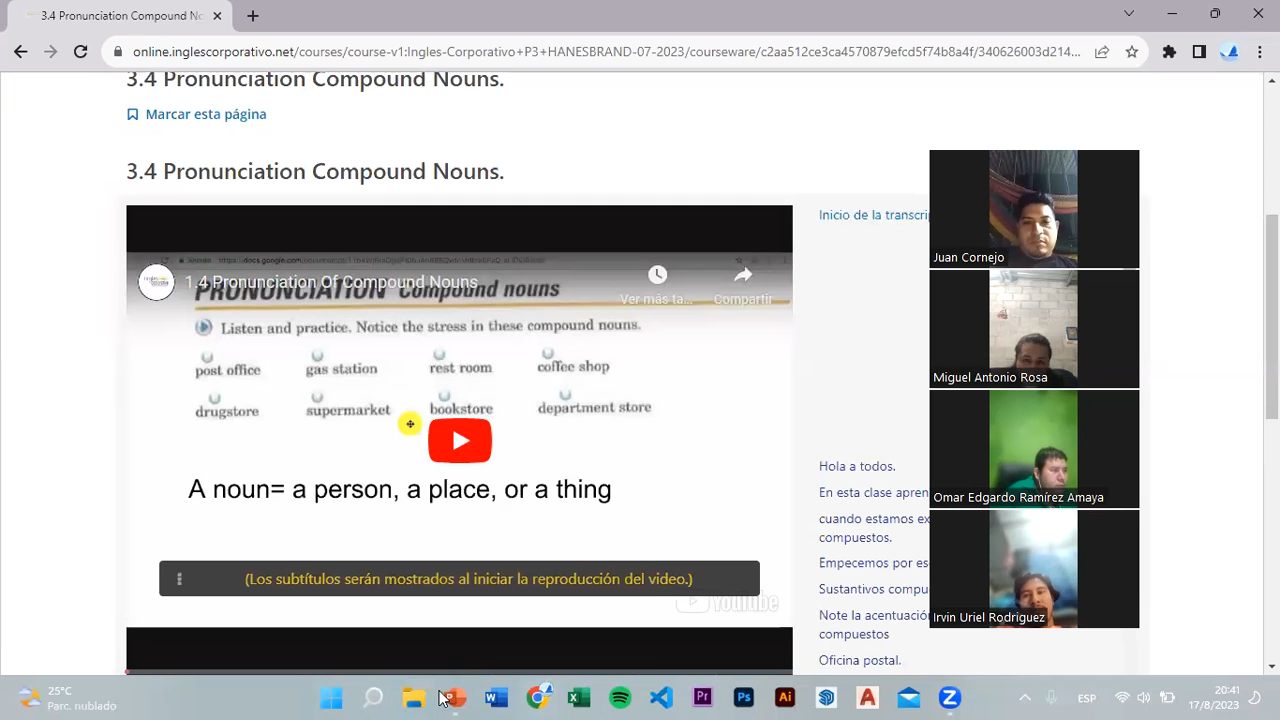 3.4 Pronunciation Compound No
online.inglescorporativo.net/courses/course-v1:Ingles-Corporativo+P3+HANESBRAND-07-2023/courseware/c2aa512ce3ca4570879efcd5f74b8a4f/340626003d214...
3.4 Pronunciation Compound Nouns.
Marcar esta página
3.4 Pronunciation Compound Nouns.
Inicio de la transcrip
1.4 Pronunciation Of Compound Nouns
PRONUNCIATION Compound nouns
Ver más ta...
Compartir
Listen and practice. Notice the stress in these compound nouns.
post office gas station rest room coffee shop
drugstore supermarket bookstore department store
A noun= a person, a place, or a thing
(Los subtítulos serán mostrados al iniciar la reproducción del video.)
YouTube
Hola a todos.
En esta clase apren
cuando estamos ex
compuestos.
Empecemos por es
Sustantivos compu
Note la acentuació
compuestos
Oficina postal.
Juan Cornejo
Miguel Antonio Rosa
Omar Edgardo Ramírez Amaya
Irvin Uriel Rodriguez
25°C
Parc. nublado
ESP
20:41
17/8/2023